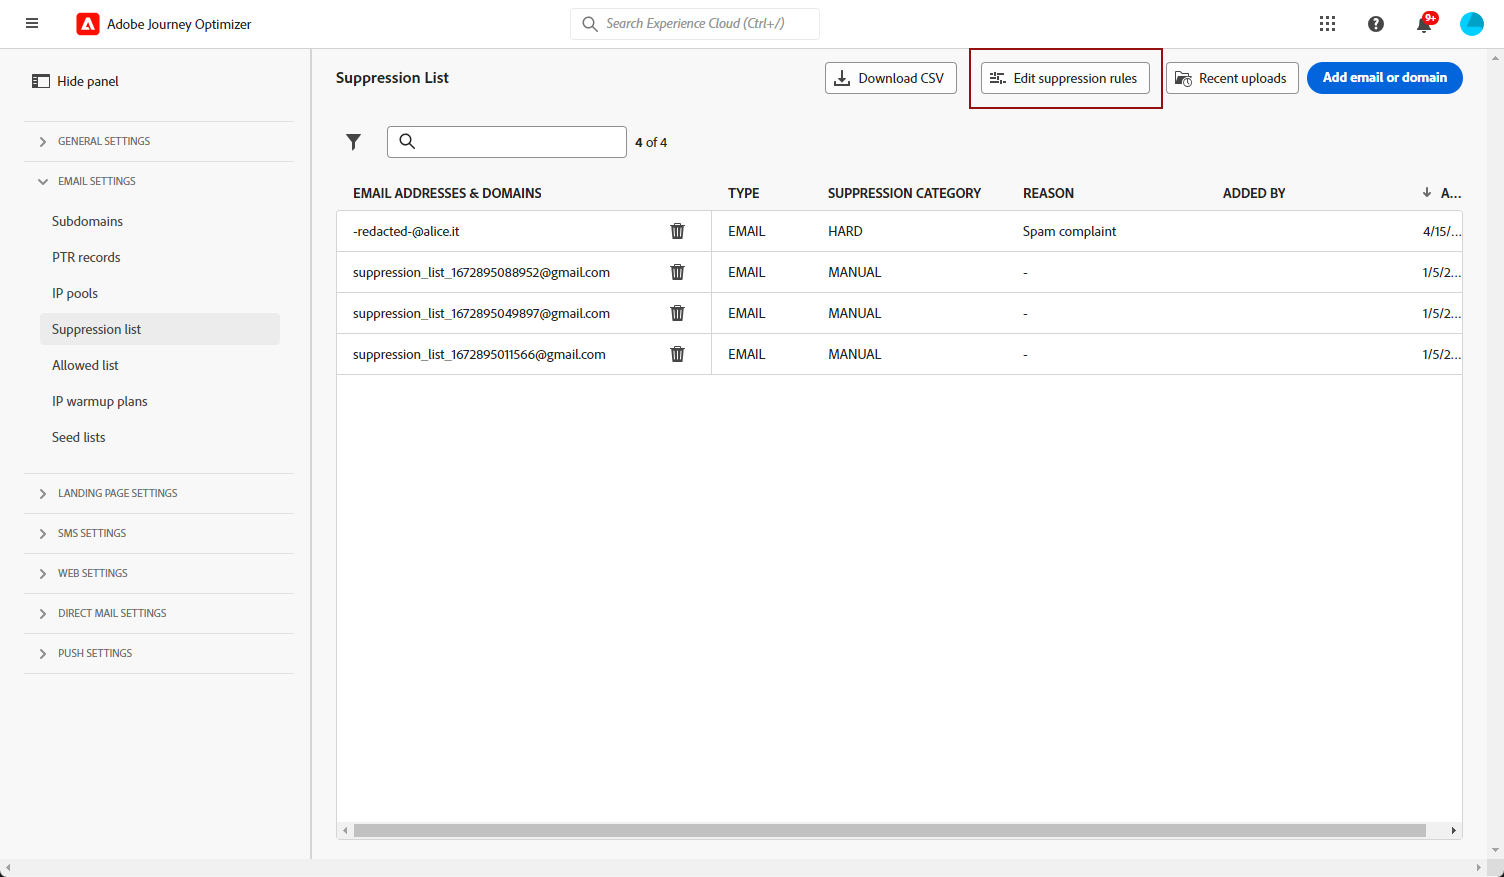 Adobe Journey Optimizer
Search Experience Cloud (Ctrl+/)
9+
Hide panel
GENERAL SETTINGS
EMAIL SETTINGS
Subdomains
PTR records
IP pools
Suppression list
Allowed list
IP warmup plans
Seed lists
LANDING PAGE SETTINGS
SMS SETTINGS
WEB SETTINGS
DIRECT MAIL SETTINGS
PUSH SETTINGS
Suppression List
Download CSV
Edit suppression rules
Recent uploads
Add email or domain
4 of 4
EMAIL ADDRESSES & DOMAINS TYPE SUPPRESSION CATEGORY REASON ADDED BY A...
-redacted-@alice.it EMAIL HARD Spam complaint 4/15/...
suppression_list_1672895088952@gmail.com EMAIL MANUAL - 1/5/2...
suppression_list_1672895049897@gmail.com EMAIL MANUAL - 1/5/2...
suppression_list_1672895011566@gmail.com EMAIL MANUAL - 1/5/2...